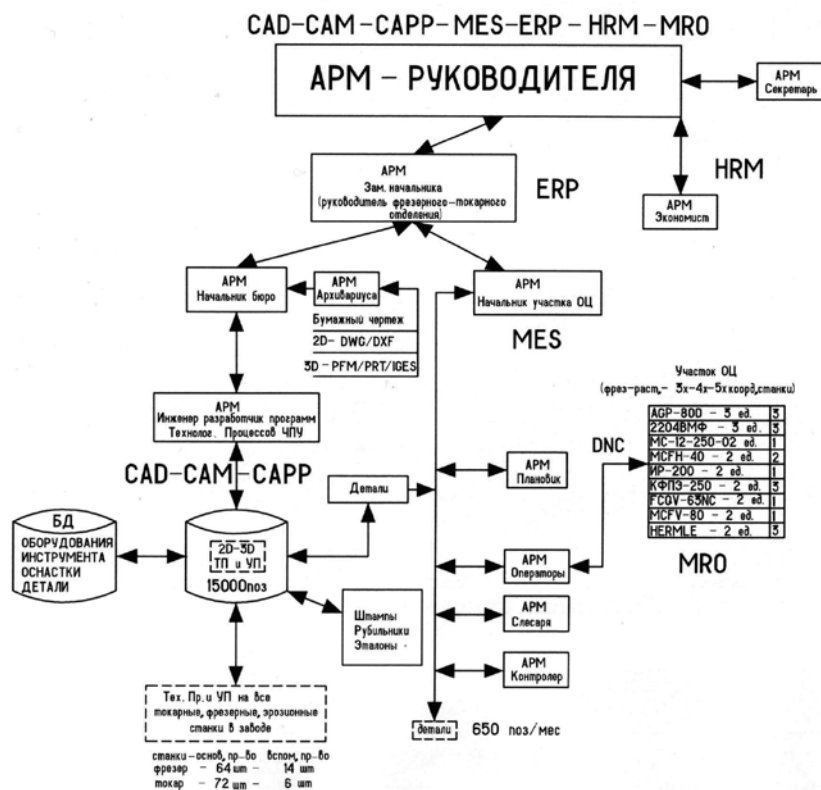 CAD-CAM-CAPP-MES-ERP-HRM-MRO
АРМ - РУКОВОДИТЕЛЯ
АРМ
Секретарь
HRM
АРМ
Экономист
АРМ
Зам. начальника
(руководитель фрезерного-токарного
отделения)
ERP
АРМ
Начальник бюро
АРМ
Архивариуса
Бумажный чертеж
2D- DWG/DXF
3D-PFM/PRT/IGES
АРМ
Начальник участка ОЦ
MES
АРМ
Инженер разработчик программ
Технолог. Процессов ЧПУ
CAD-CAM-CAPP
Участок ОЦ
(фрез-раст,- 3х-4х-5х коорд,станки)
AGP-800 - 3 ед. 3
2204ВМФ - 3 ед. 3
МС-12-250-02 ед. 1
MCFH-40 - 2 ед. 2
ИР-200 - 2 ед. 1
КФПЭ-250 - 2 ед. 3
FCGV-63NC - 2 ед. 1
MCFV-80 - 2 ед. 1
HERMLE - 2 ед. 3
DNC
MRO
Детали
АРМ
Плановик
АРМ
Операторы
АРМ
Слесаря
АРМ
Контролер
БД
ОБОРУДОВАНИЯ
ИНСТРУМЕНТА
ОСНАСТКИ
ДЕТАЛИ
2D-3D
ТП и УП
15000поз
Штампы
Рубильники
Эталоны
Тех. Пр.и УП на все
токарные, фрезерные, эрозионные
станки в заводе
детали 650 поз/мес
станки-основ, пр-во вспом, пр-во
фрезер - 64 шт - 14 шт
токар - 72 шт - 6 шт